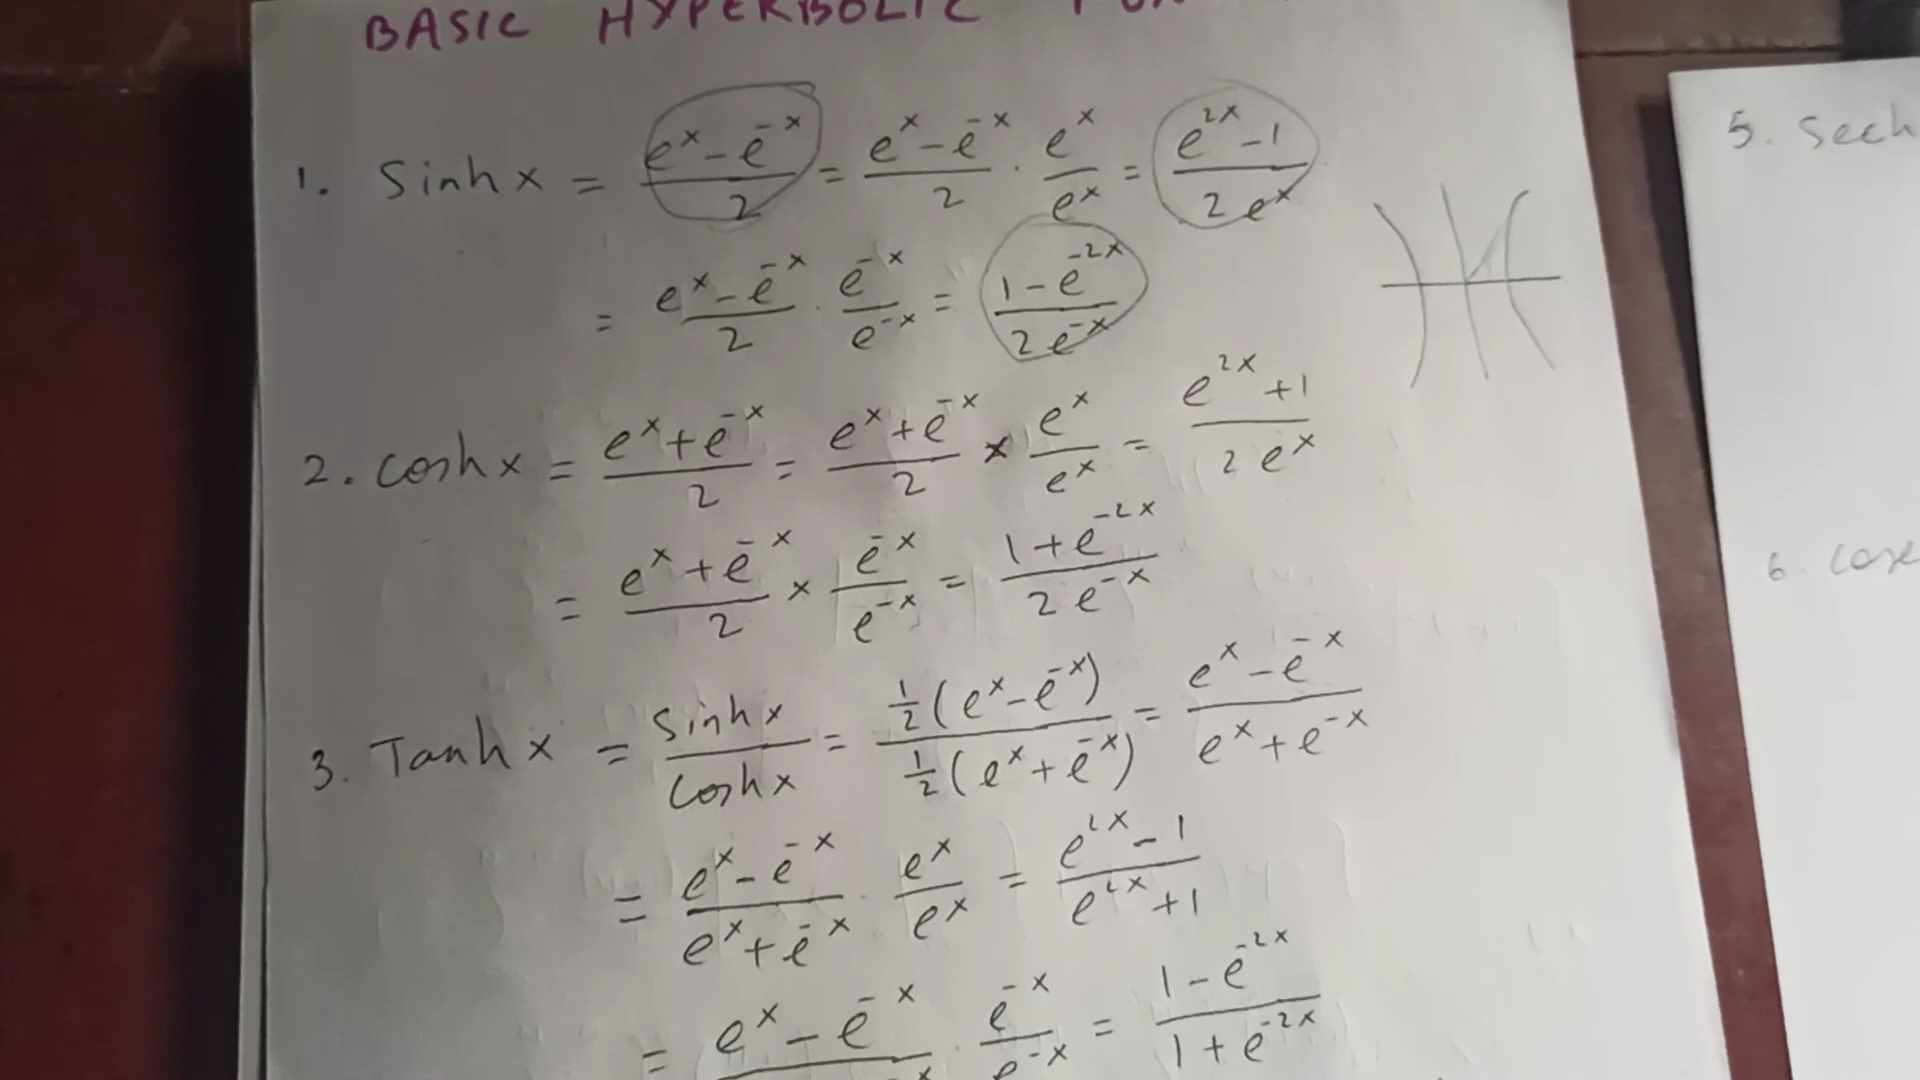 BASIC HYPERBOLIC
1. Sinh x = (e^x - e^-x)/2 = (e^x - e^-x)/2 · e^x/e^x = (e^2x - 1)/(2e^x)
= (e^x - e^-x)/2 · e^-x/e^-x = (1 - e^-2x)/(2e^-x)
2. Cosh x = (e^x + e^-x)/2 = (e^x + e^-x)/2 × e^x/e^x = (e^2x + 1)/(2e^x)
= (e^x + e^-x)/2 × e^-x/e^-x = (1 + e^-2x)/(2e^-x)
3. Tanh x = Sinh x/Cosh x = ½(e^x - e^-x)/½(e^x + e^-x) = (e^x - e^-x)/(e^x + e^-x)
= (e^x - e^-x)/(e^x + e^-x) · e^x/e^x = (e^2x - 1)/(e^2x + 1)
= e^x - e^-x · e^-x/e^-x = (1 - e^-2x)/(1 + e^-2x)
5. Sech
6.